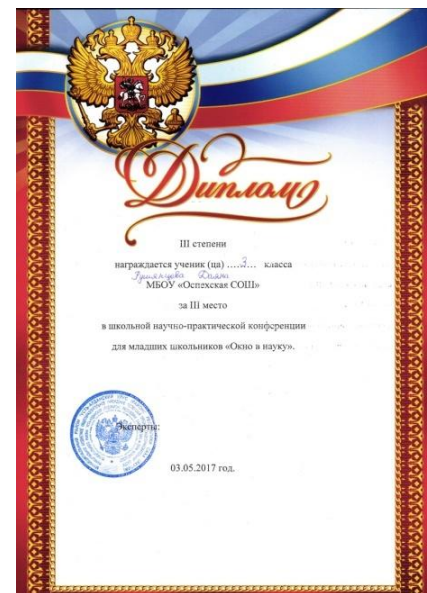 Диплом
III степени
награждается ученик (ца) ....3... класса
Румянцева
МБОУ «Оспехская СОШ»
за III место
в школьной научно-практической конференции
для младших школьников «Окно в науку».
Эксперты:
03.05.2017 год.